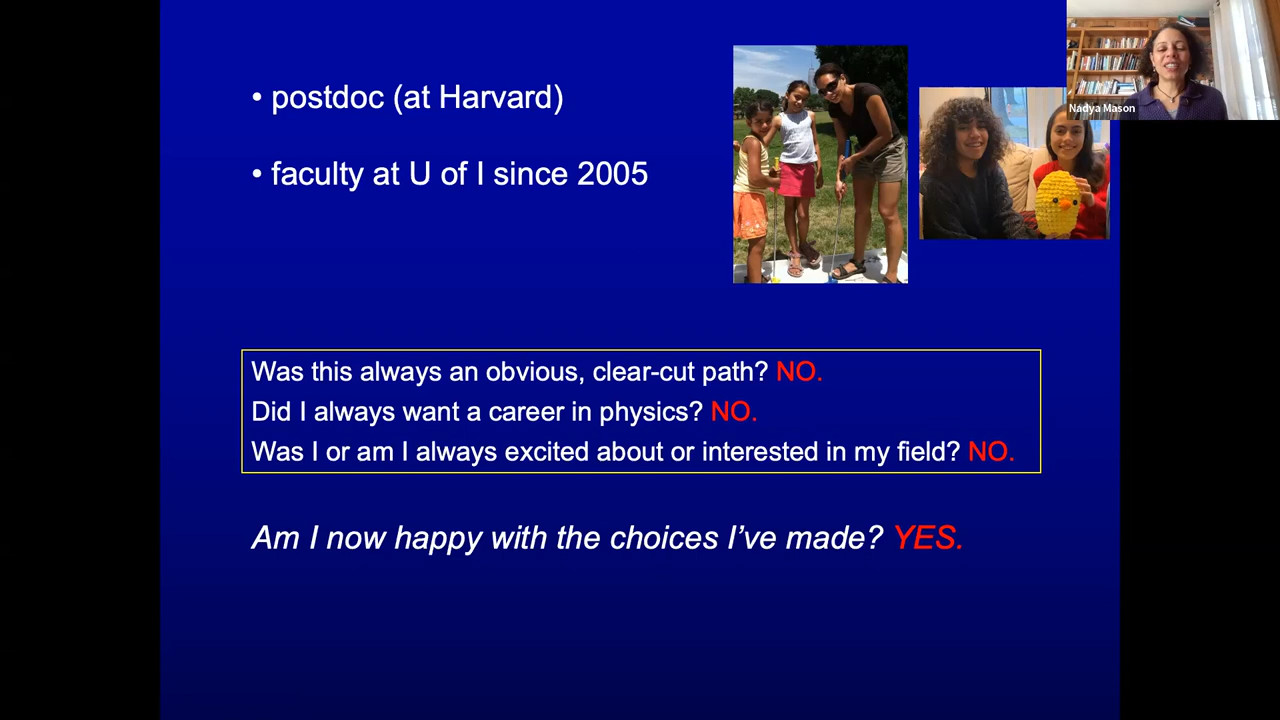 • postdoc (at Harvard)
• faculty at U of I since 2005
Nadya Mason
Was this always an obvious, clear-cut path? NO.
Did I always want a career in physics? NO.
Was I or am I always excited about or interested in my field? NO.
Am I now happy with the choices I’ve made? YES.